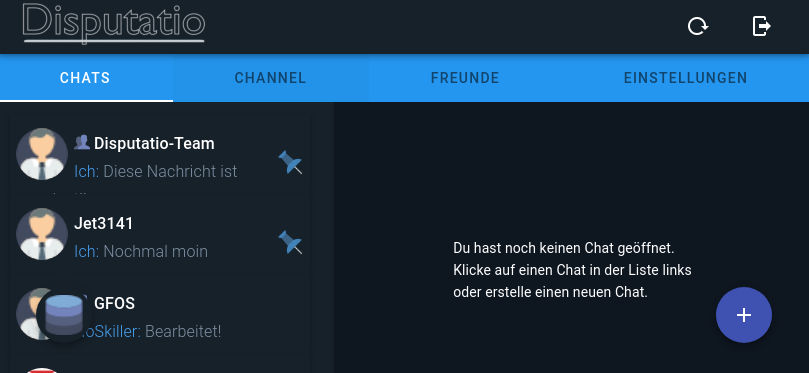 Disputatio
CHATS
CHANNEL
FREUNDE
EINSTELLUNGEN
Disputatio-Team
Ich: Diese Nachricht ist
Jet3141
Ich: Nochmal moin
GFOS
oSkiller: Bearbeitet!
Du hast noch keinen Chat geöffnet.
Klicke auf einen Chat in der Liste links
oder erstelle einen neuen Chat.